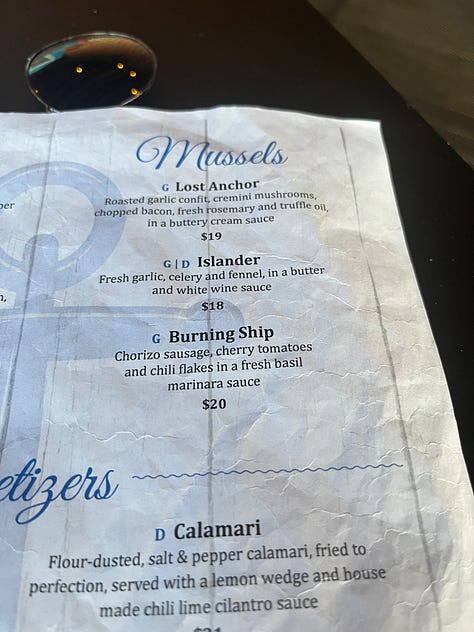 Mussels
G Lost Anchor
Roasted garlic confit, cremini mushrooms,
chopped bacon, fresh rosemary and truffle oil,
in a buttery cream sauce
$19
G | D Islander
Fresh garlic, celery and fennel, in a butter
and white wine sauce
$18
G Burning Ship
Chorizo sausage, cherry tomatoes
and chili flakes in a fresh basil
marinara sauce
$20
etizers
D Calamari
Flour-dusted, salt & pepper calamari, fried to
perfection, served with a lemon wedge and house
made chili lime cilantro sauce